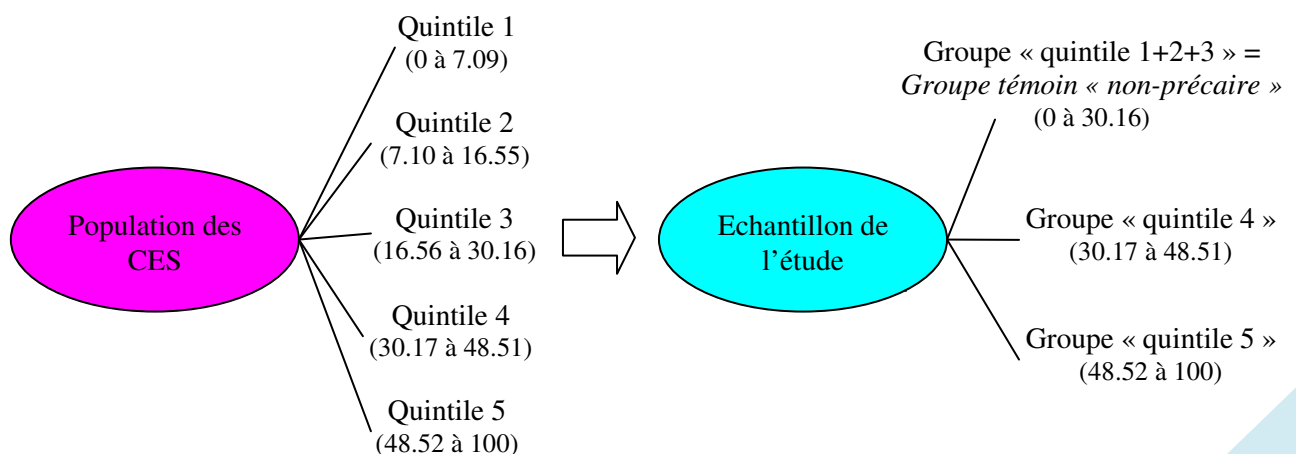 Population des
CES
Quintile 1
(0 à 7.09)
Quintile 2
(7.10 à 16.55)
Quintile 3
(16.56 à 30.16)
Quintile 4
(30.17 à 48.51)
Quintile 5
(48.52 à 100)
Echantillon de
l’étude
Groupe « quintile 1+2+3 » =
Groupe témoin « non-précaire »
(0 à 30.16)
Groupe « quintile 4 »
(30.17 à 48.51)
Groupe « quintile 5 »
(48.52 à 100)